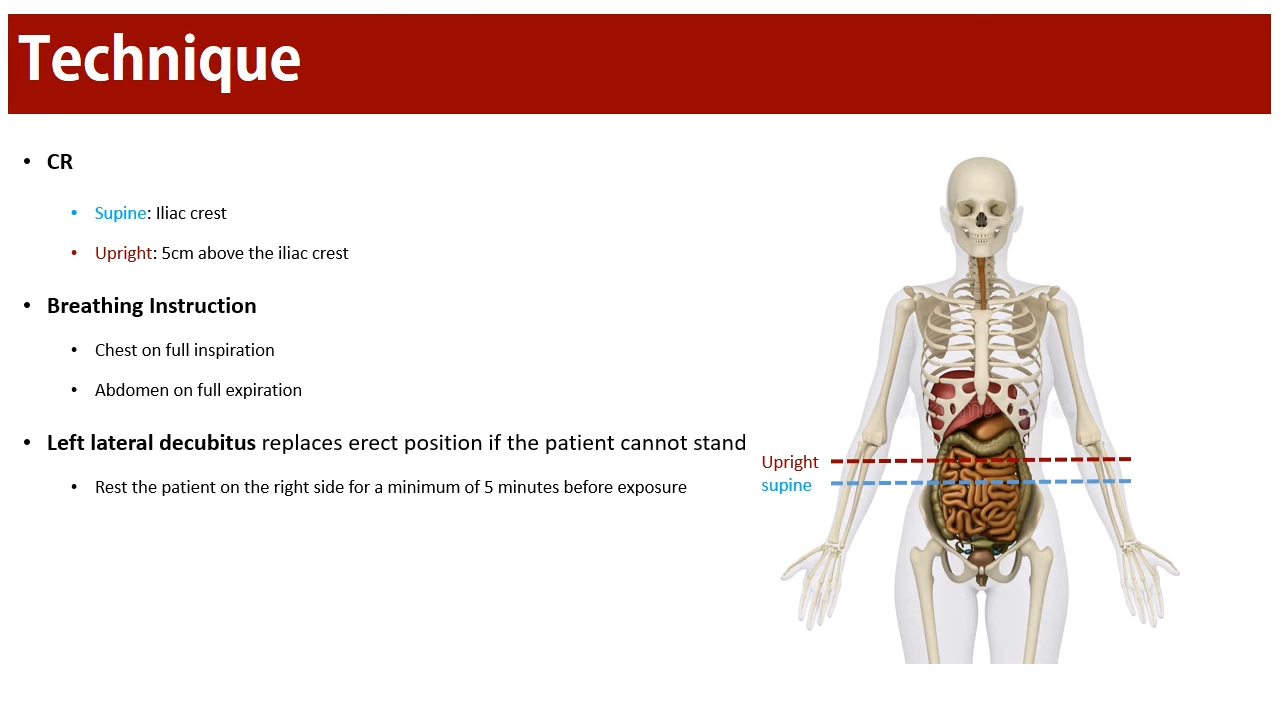 Technique
• CR
• Supine: Iliac crest
• Upright: 5cm above the iliac crest
• Breathing Instruction
• Chest on full inspiration
• Abdomen on full expiration
• Left lateral decubitus replaces erect position if the patient cannot stand
• Rest the patient on the right side for a minimum of 5 minutes before exposure
Upright
supine